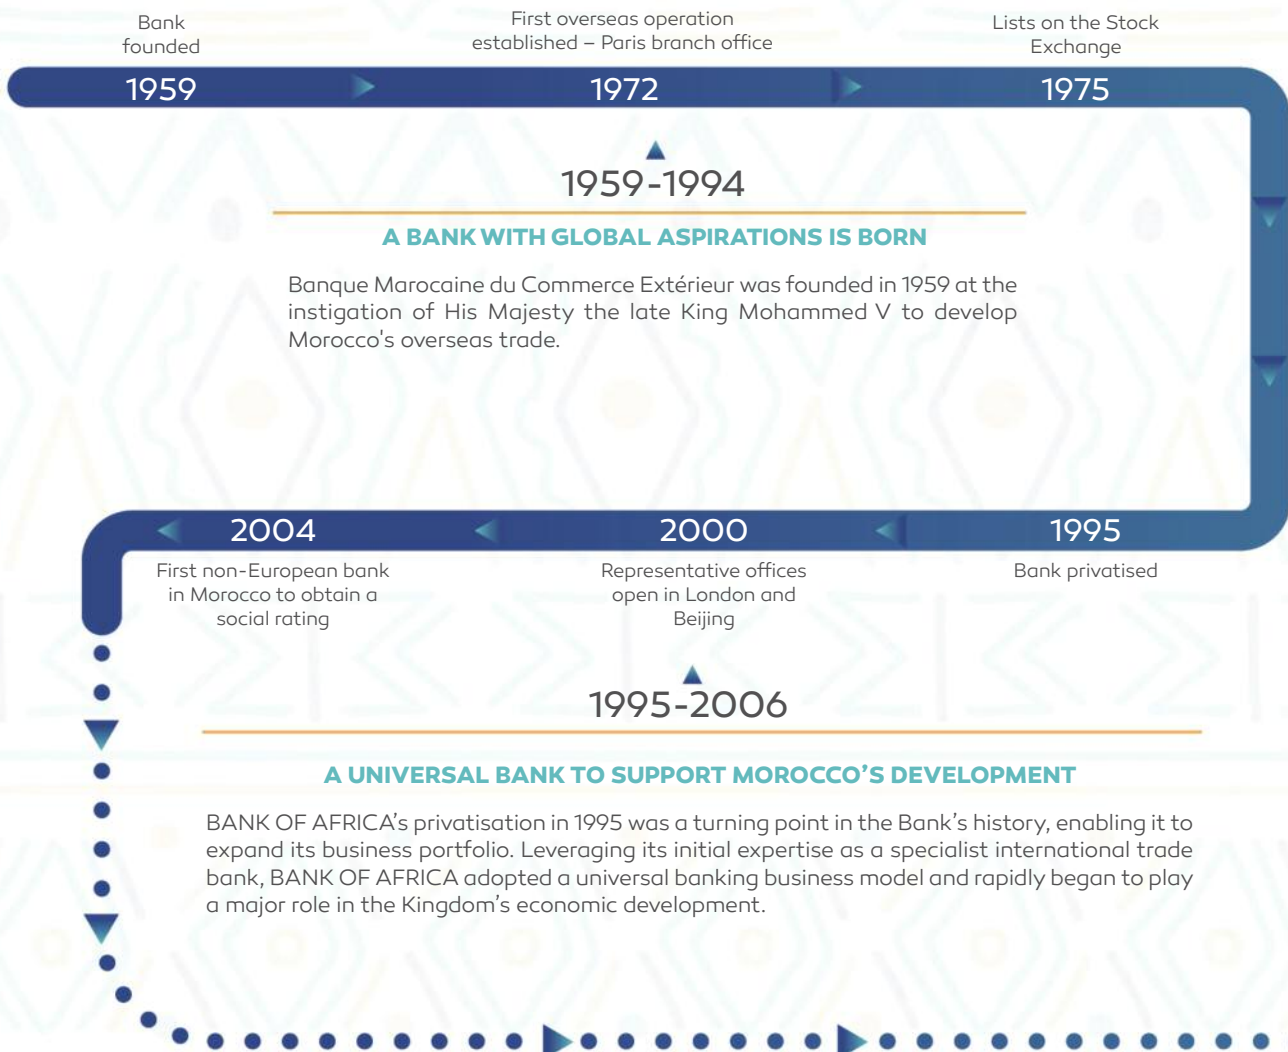 Bank
founded
First overseas operation
established – Paris branch office
Lists on the Stock
Exchange
1959
1972
1975
1959-1994
A BANK WITH GLOBAL ASPIRATIONS IS BORN
Banque Marocaine du Commerce Extérieur was founded in 1959 at the
instigation of His Majesty the late King Mohammed V to develop
Morocco's overseas trade.
2004
2000
1995
First non-European bank
in Morocco to obtain a
social rating
Representative offices
open in London and
Beijing
Bank privatised
1995-2006
A UNIVERSAL BANK TO SUPPORT MOROCCO’S DEVELOPMENT
BANK OF AFRICA’s privatisation in 1995 was a turning point in the Bank’s history, enabling it to
expand its business portfolio. Leveraging its initial expertise as a specialist international trade
bank, BANK OF AFRICA adopted a universal banking business model and rapidly began to play
a major role in the Kingdom’s economic development.